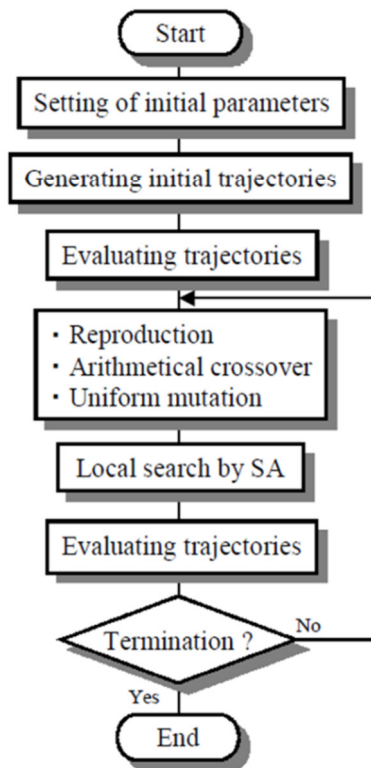 Start
Setting of initial parameters
Generating initial trajectories
Evaluating trajectories
・Reproduction
・Arithmetical crossover
・Uniform mutation
Local search by SA
Evaluating trajectories
Termination ?
No
Yes
End